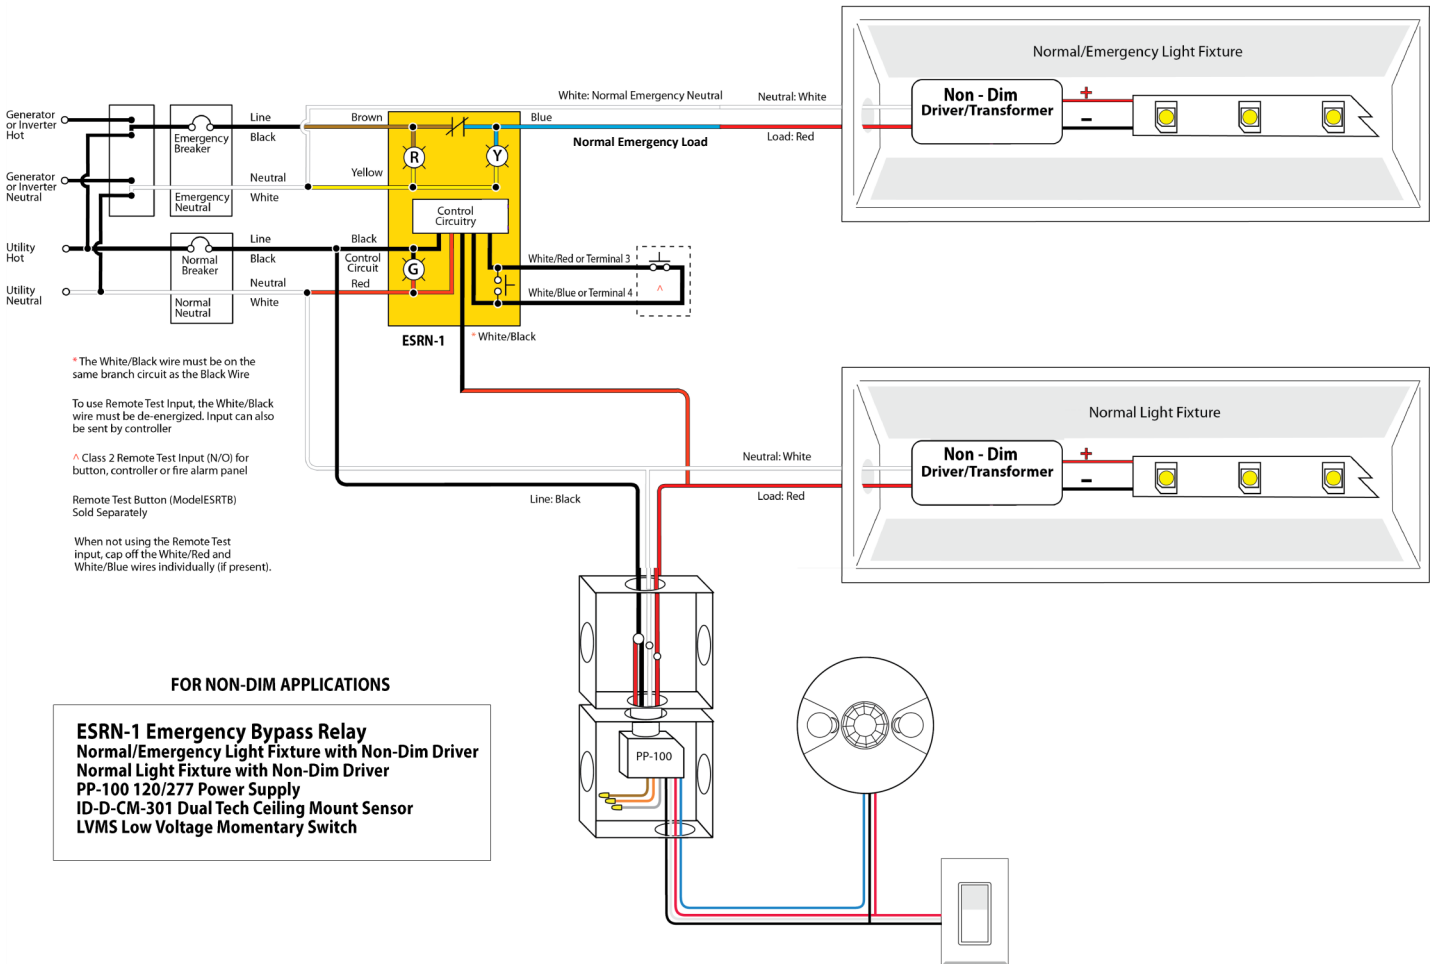 Generator
or Inverter
Hot
Generator
or Inverter
Neutral
Utility
Hot
Utility
Neutral
Emergency
Breaker
Emergency
Neutral
Normal
Breaker
Normal
Neutral
Line
Black
Neutral
White
Line
Black
Neutral
White
Brown
Yellow
Black
Control
Circuit
Red
R
Y
G
Control
Circuitry
ESRN-1
Blue
White: Normal Emergency Neutral
Normal Emergency Load
Neutral: White
Load: Red
Normal/Emergency Light Fixture
Non - Dim
Driver/Transformer
+
-
White/Red or Terminal 3
White/Blue or Terminal 4
^
* White/Black
* The White/Black wire must be on the
same branch circuit as the Black Wire
To use Remote Test Input, the White/Black
wire must be de-energized. Input can also
be sent by controller
^ Class 2 Remote Test Input (N/O) for
button, controller or fire alarm panel
Remote Test Button (ModelESRTB)
Sold Separately
When not using the Remote Test
input, cap off the White/Red and
White/Blue wires individually (if present).
Normal Light Fixture
Non - Dim
Driver/Transformer
+
-
Neutral: White
Load: Red
Line: Black
PP-100
FOR NON-DIM APPLICATIONS
ESRN-1 Emergency Bypass Relay
Normal/Emergency Light Fixture with Non-Dim Driver
Normal Light Fixture with Non-Dim Driver
PP-100 120/277 Power Supply
ID-D-CM-301 Dual Tech Ceiling Mount Sensor
LVMS Low Voltage Momentary Switch